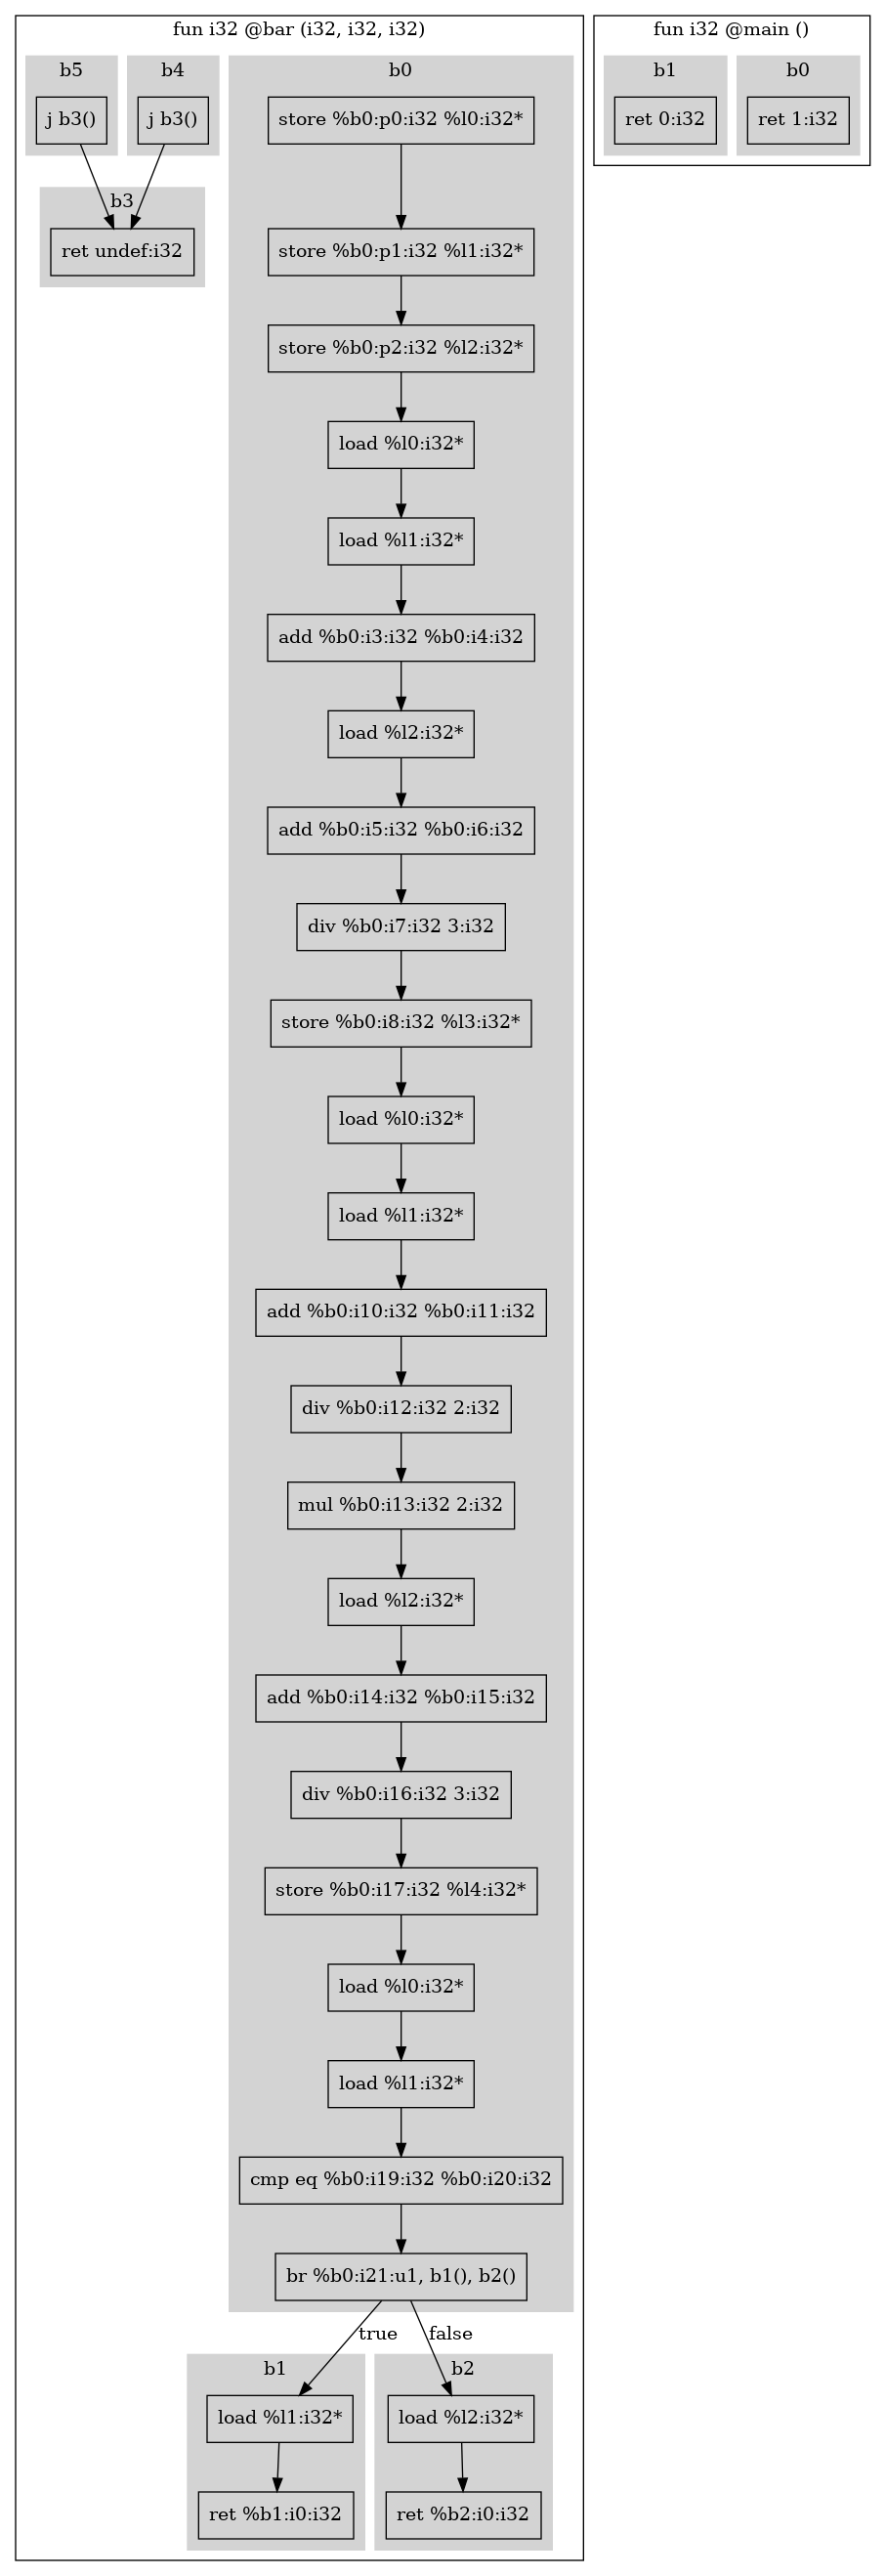 fun i32 @bar (i32, i32, i32)
b5
j b3()
b4
j b3()
b3
ret undef:i32
b0
store %b0:p0:i32 %l0:i32*
store %b0:p1:i32 %l1:i32*
store %b0:p2:i32 %l2:i32*
load %l0:i32*
load %l1:i32*
add %b0:i3:i32 %b0:i4:i32
load %l2:i32*
add %b0:i5:i32 %b0:i6:i32
div %b0:i7:i32 3:i32
store %b0:i8:i32 %l3:i32*
load %l0:i32*
load %l1:i32*
add %b0:i10:i32 %b0:i11:i32
div %b0:i12:i32 2:i32
mul %b0:i13:i32 2:i32
load %l2:i32*
add %b0:i14:i32 %b0:i15:i32
div %b0:i16:i32 3:i32
store %b0:i17:i32 %l4:i32*
load %l0:i32*
load %l1:i32*
cmp eq %b0:i19:i32 %b0:i20:i32
br %b0:i21:u1, b1(), b2()
true
false
b1
load %l1:i32*
ret %b1:i0:i32
b2
load %l2:i32*
ret %b2:i0:i32
fun i32 @main ()
b1
ret 0:i32
b0
ret 1:i32